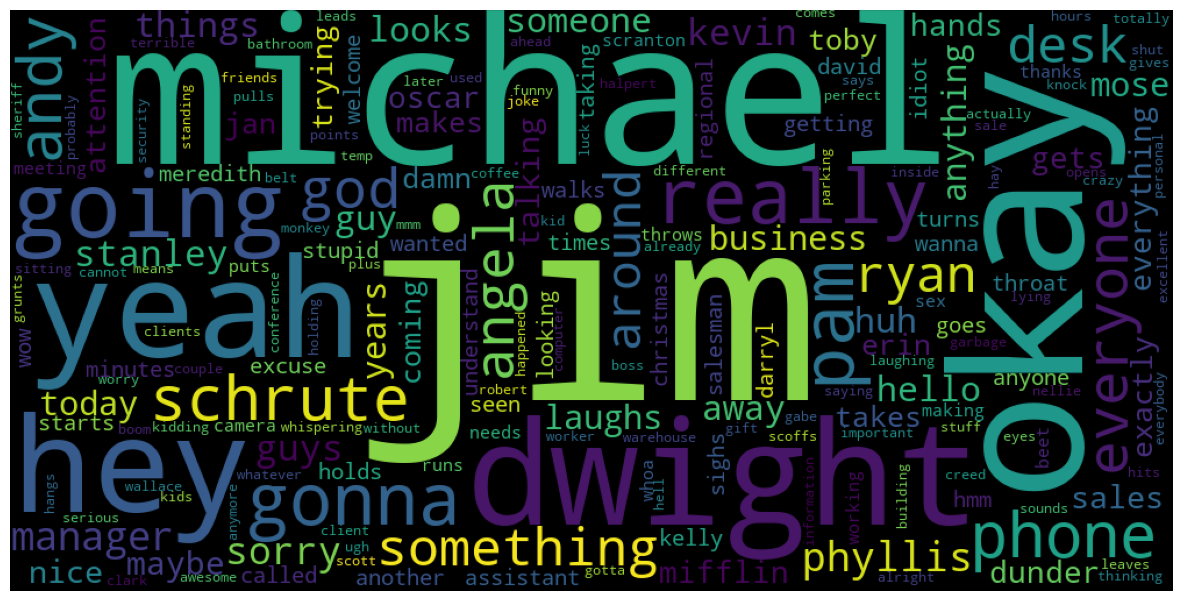 sheriff
probably
andy
things
terrible
bathroom
attention
friends
pulls
security
standing
jan
leads
trying
welcome
points
michael
looks
later
used
oscar
makes
someone
ahead
scranton
funny
joke
halpert
taking
luck
kevin
regional
toby
david
says
perfect
getting
hands
idiot
comes
anything
desk
thanks
knock
actually
sale
hours
totally
shut
gives
mose
gets
opens
crazy
everything
personal
meeting
belt
meredith
temp
coffee
different
parking
inside
hay
going
monkey
god
damn
guy
mmm
walks
talking
kid
times
around
really
throws
already
business
turns
wanna
okay
everyone
excellent
sitting
cannot
stanley
means
puts
stupid
plus
wanted
angela
looking
happened
computer
understand
christmas
salesman
darryl
pam
ryan
huh
sex
goes
throat
lying
grunts
wow
yeah
clients
conference
holding
years
coming
jim
boss
erin
laughing
garbage
anyone
nellie
exactly
everybody
minutes
couple
worry
excuse
today
starts
schrute
boom
kidding
camera
whispering
without
robert
seen
needs
laughs
away
gabe
saying
hello
takes
making
stuff
important
eyes
beet
hits
hey
hangs
wallace
kids
whatever
guys
holds
runs
dwight
worker
warehouse
gift
scoffs
whoa
hell
sighs
information
working
building
creed
hmm
sounds
sales
serious
manager
anymore
gonna
client
ugh
scott
something
kelly
phyllis
phone
nice
maybe
clark
sorry
awesome
called
another
assistant
gotta
mifflin
alright
dunder
leaves
thinking